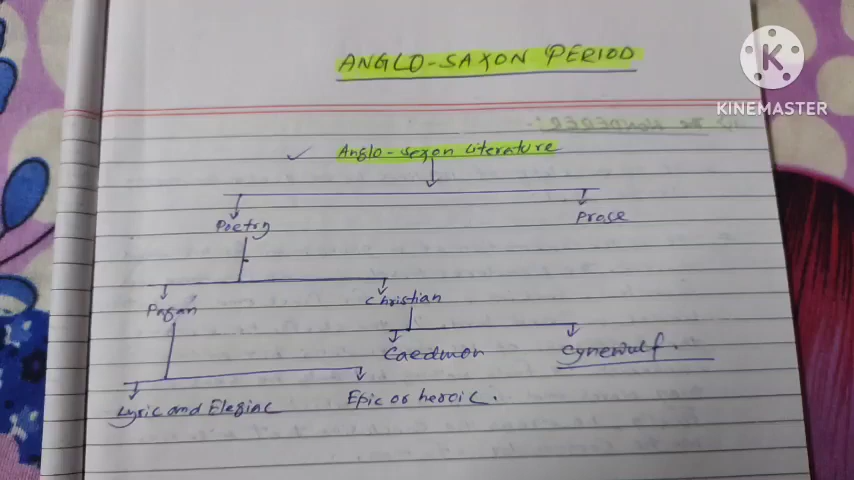 ANGLO-SAXON PERIOD
K
KINEMASTER
Anglo-Saxon Literature
Poetry
Prose
Pagan
Christian
Caedmon
Cynewulf.
Lyric and Elegiac
Epic or heroic.